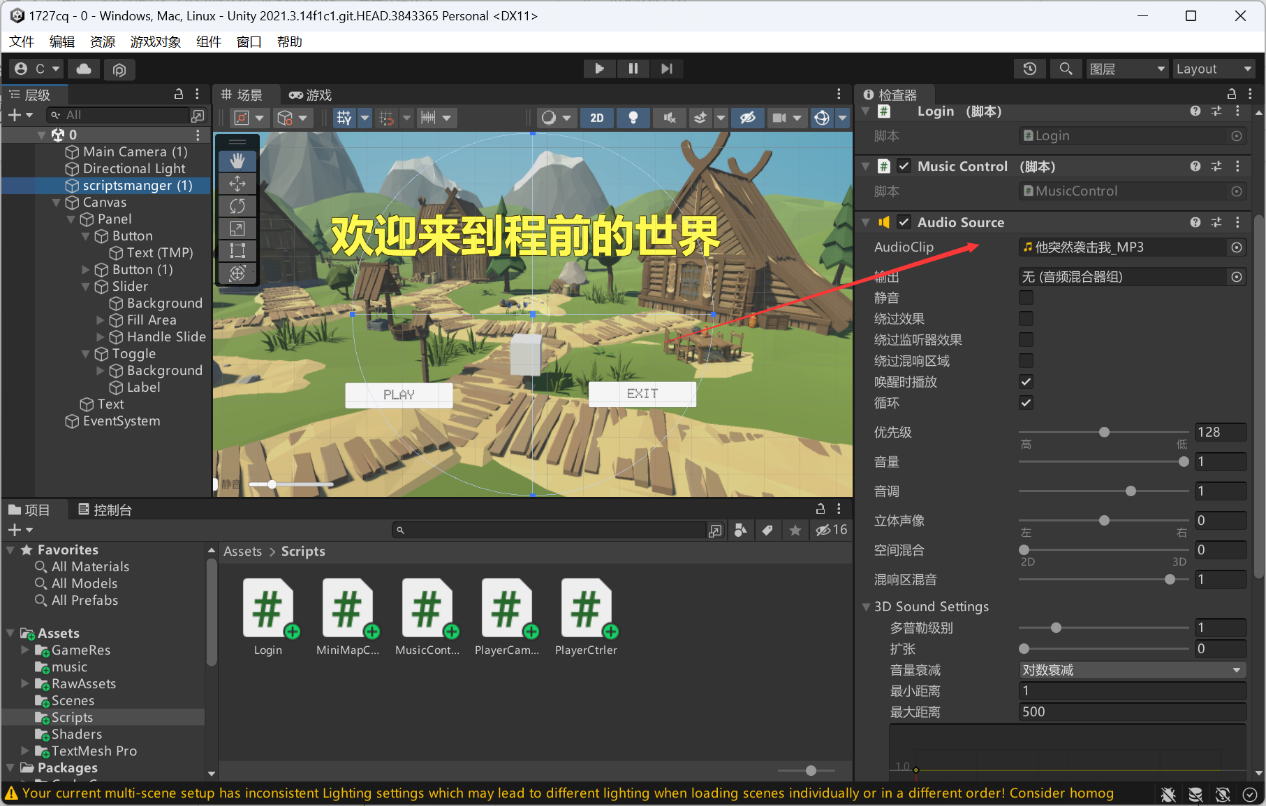 1727cq - 0 - Windows, Mac, Linux - Unity 2021.3.14f1c1.git.HEAD.3843365 Personal <DX11>
文件 编辑 资源 游戏对象 组件 窗口 帮助
C 图层 Layout
层级
All
0
Main Camera (1)
Directional Light
scriptsmanger (1)
Canvas
Panel
Button
Text (TMP)
Button (1)
Slider
Background
Fill Area
Handle Slide
Toggle
Background
Label
Text
EventSystem
场景 游戏
2D
欢迎来到程前的世界
PLAY
EXIT
静音
检查器
Login (脚本)
脚本 Login
Music Control (脚本)
脚本 MusicControl
Audio Source
AudioClip 他突然袭击我_MP3
输出 无 (音频混合器组)
静音
绕过效果
绕过监听器效果
绕过混响区域
唤醒时播放
循环
优先级 128
高 低
音量 1
音调 1
立体声像 0
左 右
空间混合 0
2D 3D
混响区混音 1
3D Sound Settings
多普勒级别 1
扩张 0
音量衰减 对数衰减
最小距离 1
最大距离 500
1.0
项目 控制台
16
Favorites
All Materials
All Models
All Prefabs
Assets
GameRes
music
RawAssets
Scenes
Scripts
Shaders
TextMesh Pro
Packages
Assets > Scripts
Login
MiniMapC...
MusicCont...
PlayerCam...
PlayerCtrler
Your current multi-scene setup has inconsistent Lighting settings which may lead to different lighting when loading scenes individually or in a different order! Consider homog